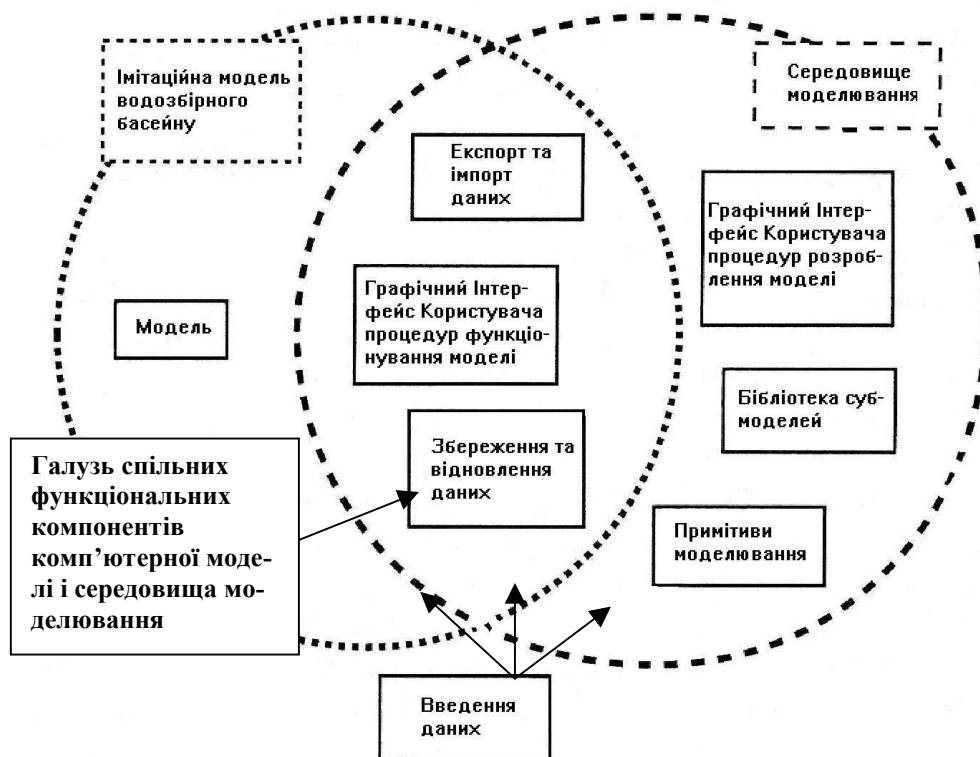 Імітаційна модель
водозбірного
басейну
Середовище
моделювання
Експорт та
імпорт
даних
Графічний Інтер-
фейс Користувача
процедур розроб-
лення моделі
Графічний Інтер-
фейс Користувача
процедур функціо-
нування моделі
Модель
Бібліотека суб-
моделей
Збереження та
відновлення
даних
Галузь спільних
функціональних
компонентів
комп’ютерної моде-
лі і середовища мо-
делювання
Примітиви
моделювання
Введення
даних